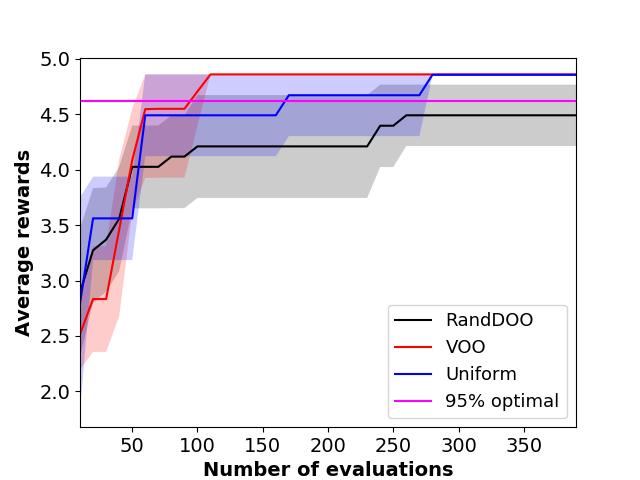 5.0
4.5
4.0
3.5
3.0
2.5
2.0
Average rewards
50 100 150 200 250 300 350
Number of evaluations
RandDOO
VOO
Uniform
95% optimal